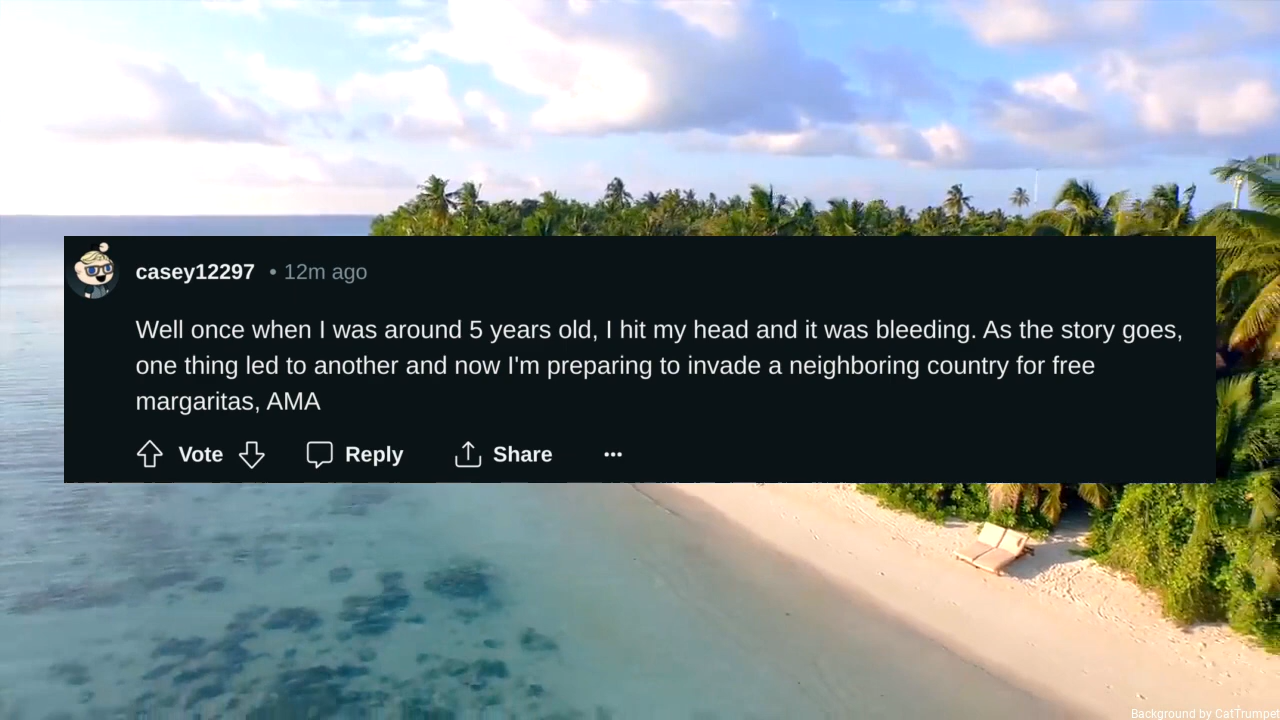 casey12297 • 12m ago
Well once when I was around 5 years old, I hit my head and it was bleeding. As the story goes,
one thing led to another and now I'm preparing to invade a neighboring country for free
margaritas, AMA
Vote Reply Share ...
Background by CatTrumpet